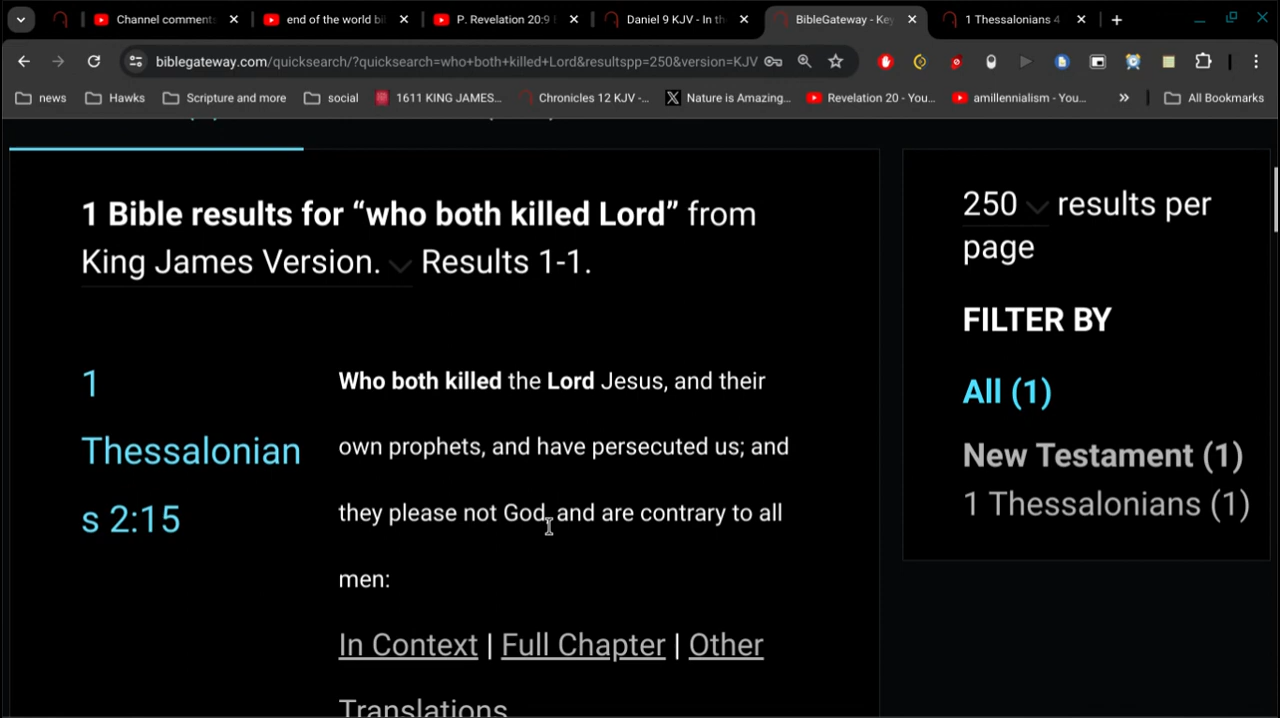 Channel comments
end of the world bi
P. Revelation 20:9
Daniel 9 KJV - In th
BibleGateway - Key
1 Thessalonians 4
biblegateway.com/quicksearch/?quicksearch=who+both+killed+Lord&resultspp=250&version=KJV
news
Hawks
Scripture and more
social
1611 KING JAMES...
Chronicles 12 KJV -...
Nature is Amazing...
Revelation 20 - You...
amillennialism - You...
All Bookmarks
1 Bible results for “who both killed Lord” from
King James Version. Results 1-1.
250 results per
page
FILTER BY
All (1)
New Testament (1)
1 Thessalonians (1)
1
Thessalonian
s 2:15
Who both killed the Lord Jesus, and their
own prophets, and have persecuted us; and
they please not God, and are contrary to all
men:
In Context | Full Chapter | Other
Translations